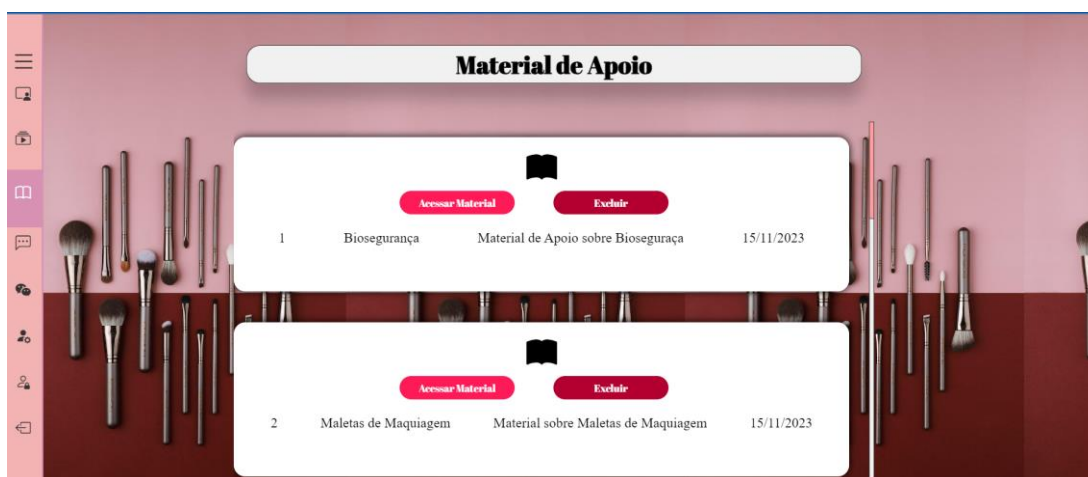 Material de Apoio
Acessar Material Excluir
1 Biosegurança Material de Apoio sobre Bioseguraça 15/11/2023
Acessar Material Excluir
2 Maletas de Maquiagem Material sobre Maletas de Maquiagem 15/11/2023